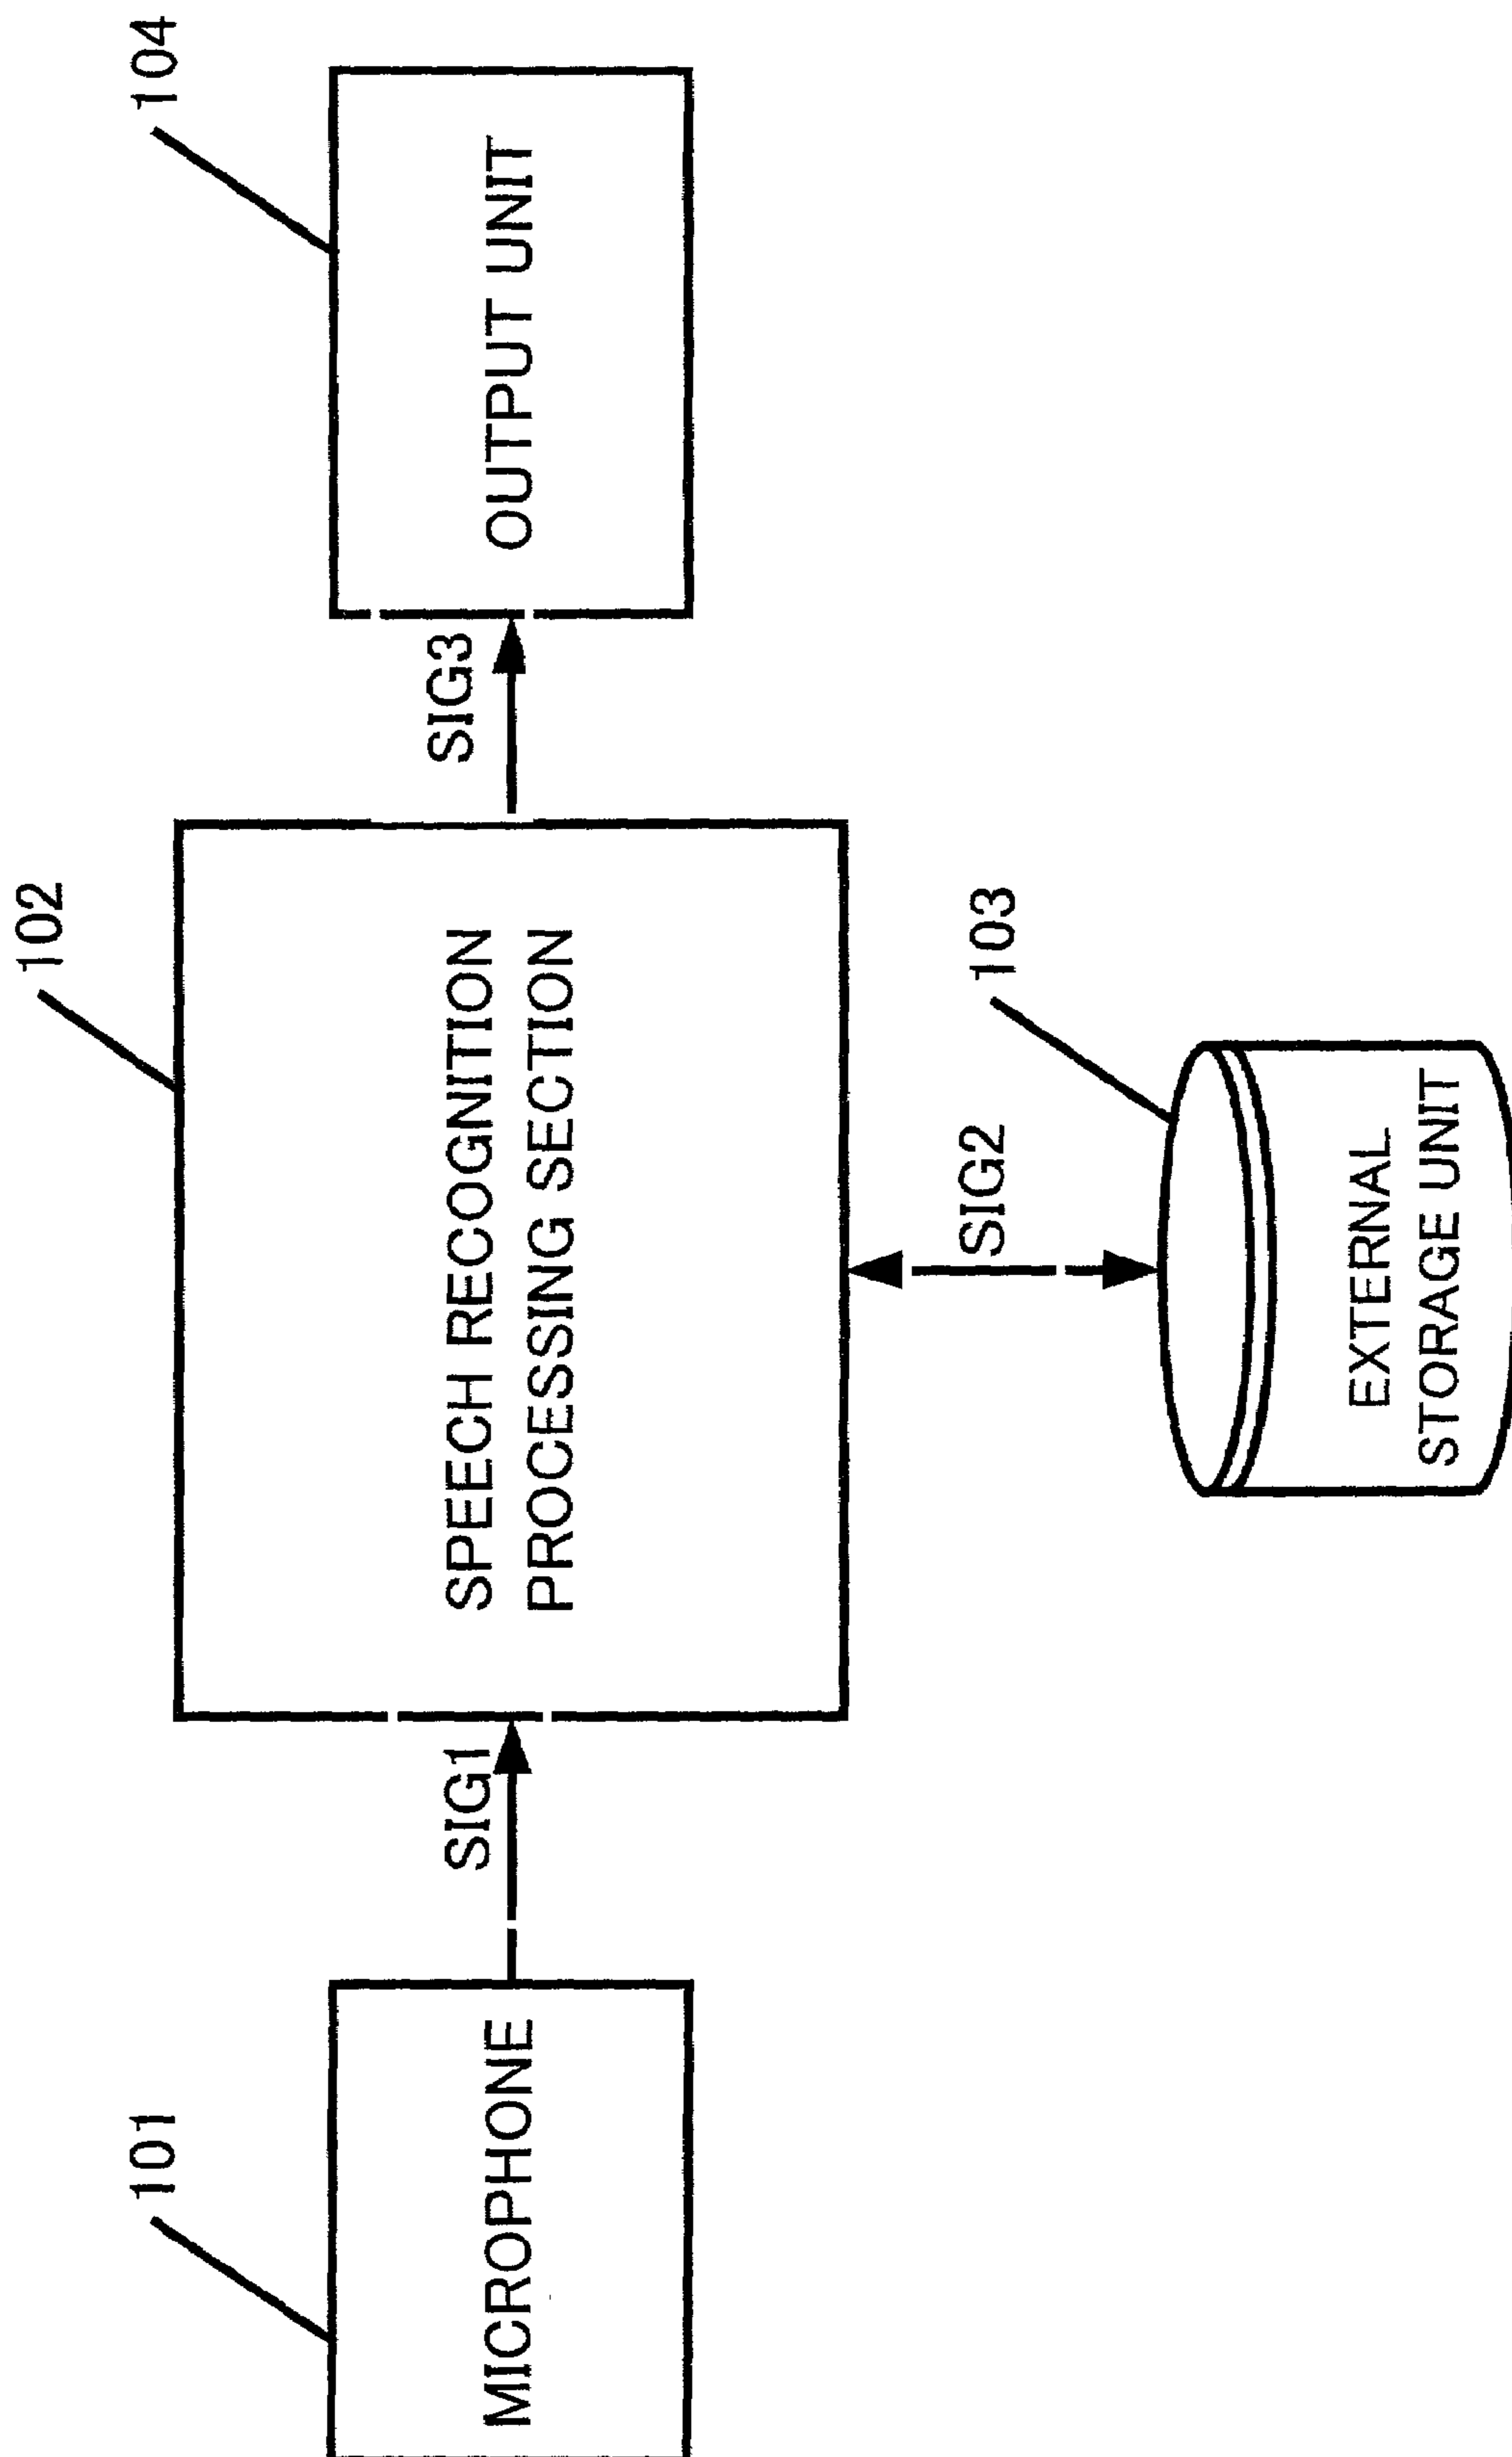 102
101
104
MICROPHONE
SIG1
SPEECH RECOGNITION
PROCESSING SECTION
SIG3
OUTPUT UNIT
SIG2
103
EXTERNAL
STORAGE UNIT